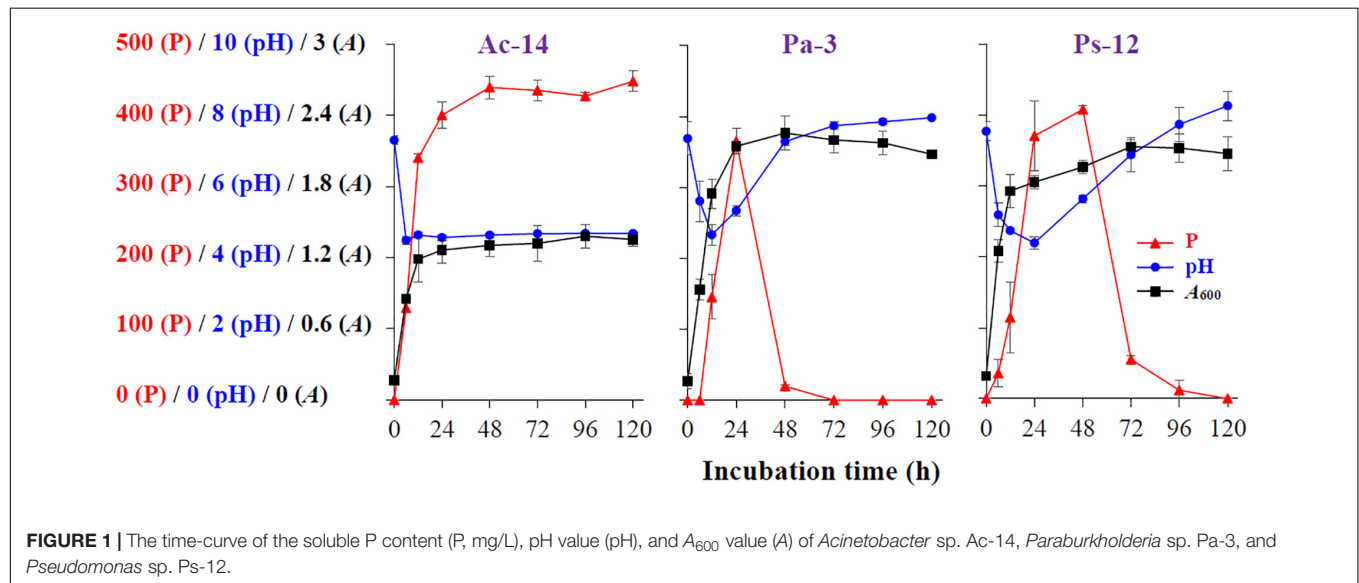 500 (P) / 10 (pH) / 3 (A)
400 (P) / 8 (pH) / 2.4 (A)
300 (P) / 6 (pH) / 1.8 (A)
200 (P) / 4 (pH) / 1.2 (A)
100 (P) / 2 (pH) / 0.6 (A)
0 (P) / 0 (pH) / 0 (A)
Ac-14
0 24 48 72 96 120
Pa-3
0 24 48 72 96 120
Ps-12
P
pH
A600
0 24 48 72 96 120
Incubation time (h)
FIGURE 1 | The time-curve of the soluble P content (P, mg/L), pH value (pH), and A600 value (A) of Acinetobacter sp. Ac-14, Paraburkholderia sp. Pa-3, and
Pseudomonas sp. Ps-12.